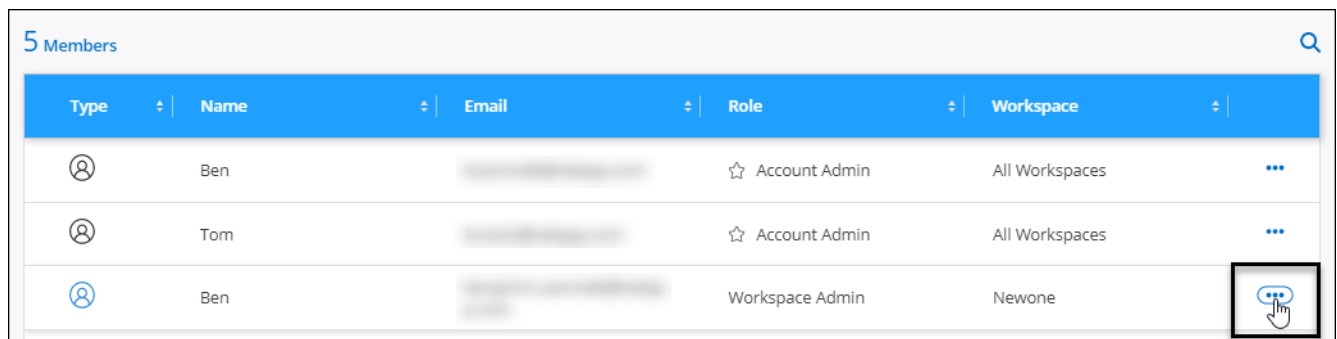 5 Members
Type Name Email Role Workspace
Ben Account Admin All Workspaces
Tom Account Admin All Workspaces
Ben Workspace Admin Newone